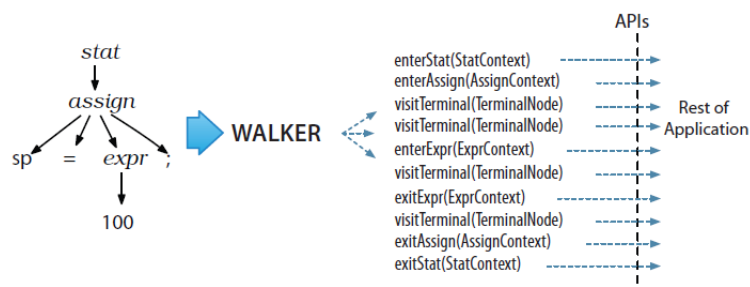 stat
assign
sp = expr ;
100
WALKER
APIs
enterStat(StatContext)
enterAssign(AssignContext)
visitTerminal(TerminalNode)
visitTerminal(TerminalNode)
enterExpr(ExprContext)
visitTerminal(TerminalNode)
exitExpr(ExprContext)
visitTerminal(TerminalNode)
exitAssign(AssignContext)
exitStat(StatContext)
Rest of
Application